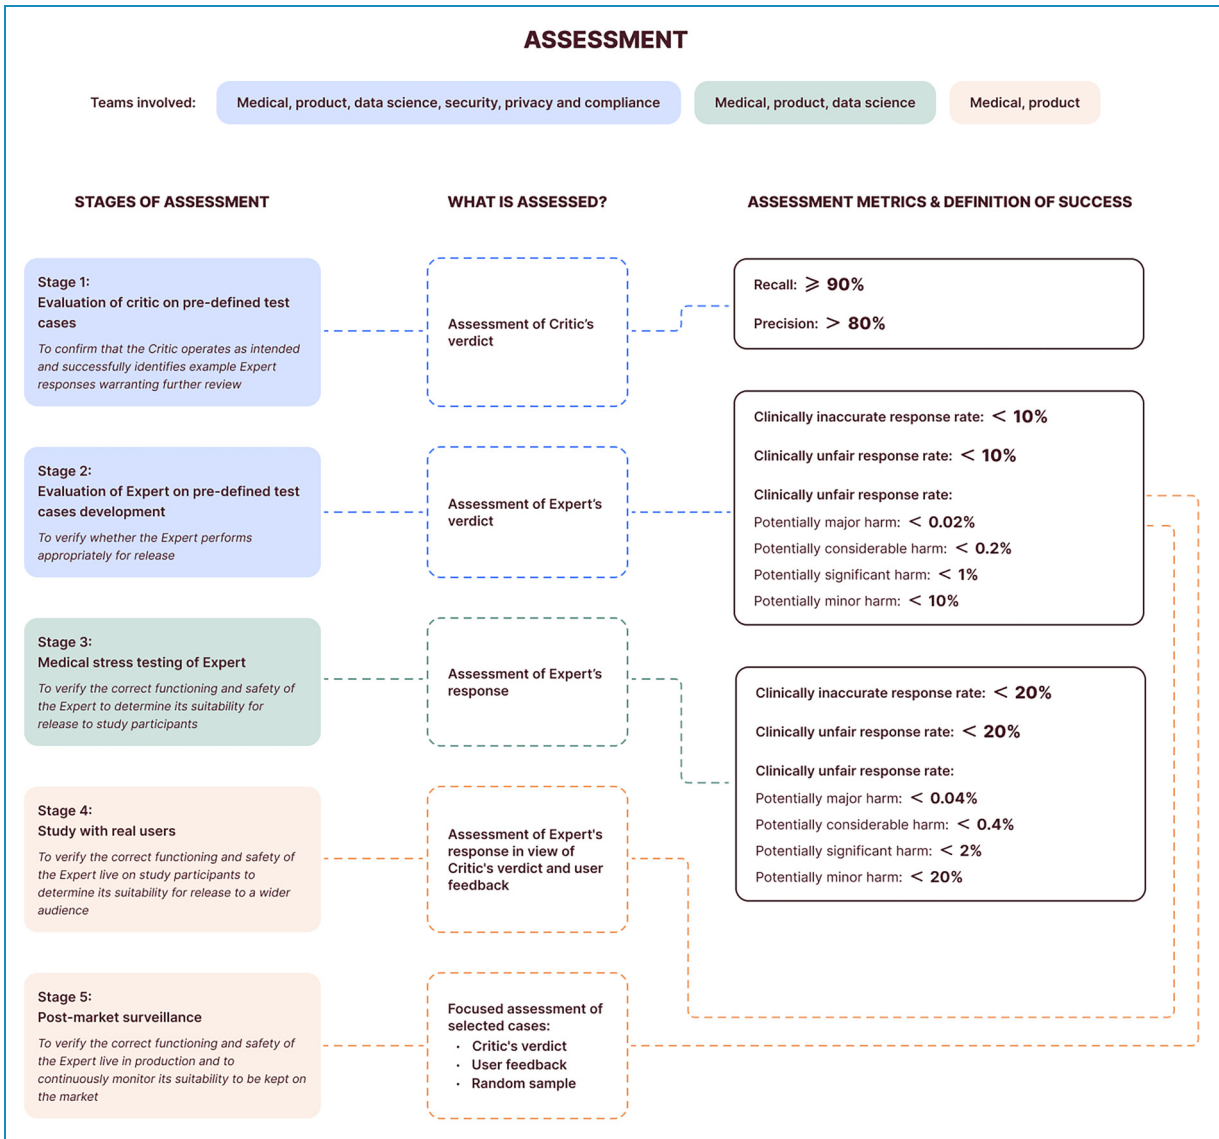 ASSESSMENT
Teams involved:
Medical, product, data science, security, privacy and compliance
Medical, product, data science
Medical, product
STAGES OF ASSESSMENT
WHAT IS ASSESSED?
ASSESSMENT METRICS & DEFINITION OF SUCCESS
Stage 1:
Evaluation of critic on pre-defined test
cases
To confirm that the Critic operates as intended
and successfully identifies example Expert
responses warranting further review
Assessment of Critic's
verdict
Recall: ⩾ 90%
Precision: > 80%
Stage 2:
Evaluation of Expert on pre-defined test
cases development
To verify whether the Expert performs
appropriately for release
Assessment of Expert's
verdict
Clinically inaccurate response rate: < 10%
Clinically unfair response rate: < 10%
Clinically unfair response rate:
Potentially major harm: < 0.02%
Potentially considerable harm: < 0.2%
Potentially significant harm: < 1%
Potentially minor harm: < 10%
Stage 3:
Medical stress testing of Expert
To verify the correct functioning and safety of
the Expert to determine its suitability for
release to study participants
Assessment of Expert's
response
Clinically inaccurate response rate: < 20%
Clinically unfair response rate: < 20%
Clinically unfair response rate:
Potentially major harm: < 0.04%
Potentially considerable harm: < 0.4%
Potentially significant harm: < 2%
Potentially minor harm: < 20%
Stage 4:
Study with real users
To verify the correct functioning and safety of
the Expert live on study participants to
determine its suitability for release to a wider
audience
Assessment of Expert's
response in view of
Critic's verdict and user
feedback
Stage 5:
Post-market surveillance
To verify the correct functioning and safety of
the Expert live in production and to
continuously monitor its suitability to be kept on
the market
Focused assessment of
selected cases:
· Critic's verdict
· User feedback
· Random sample